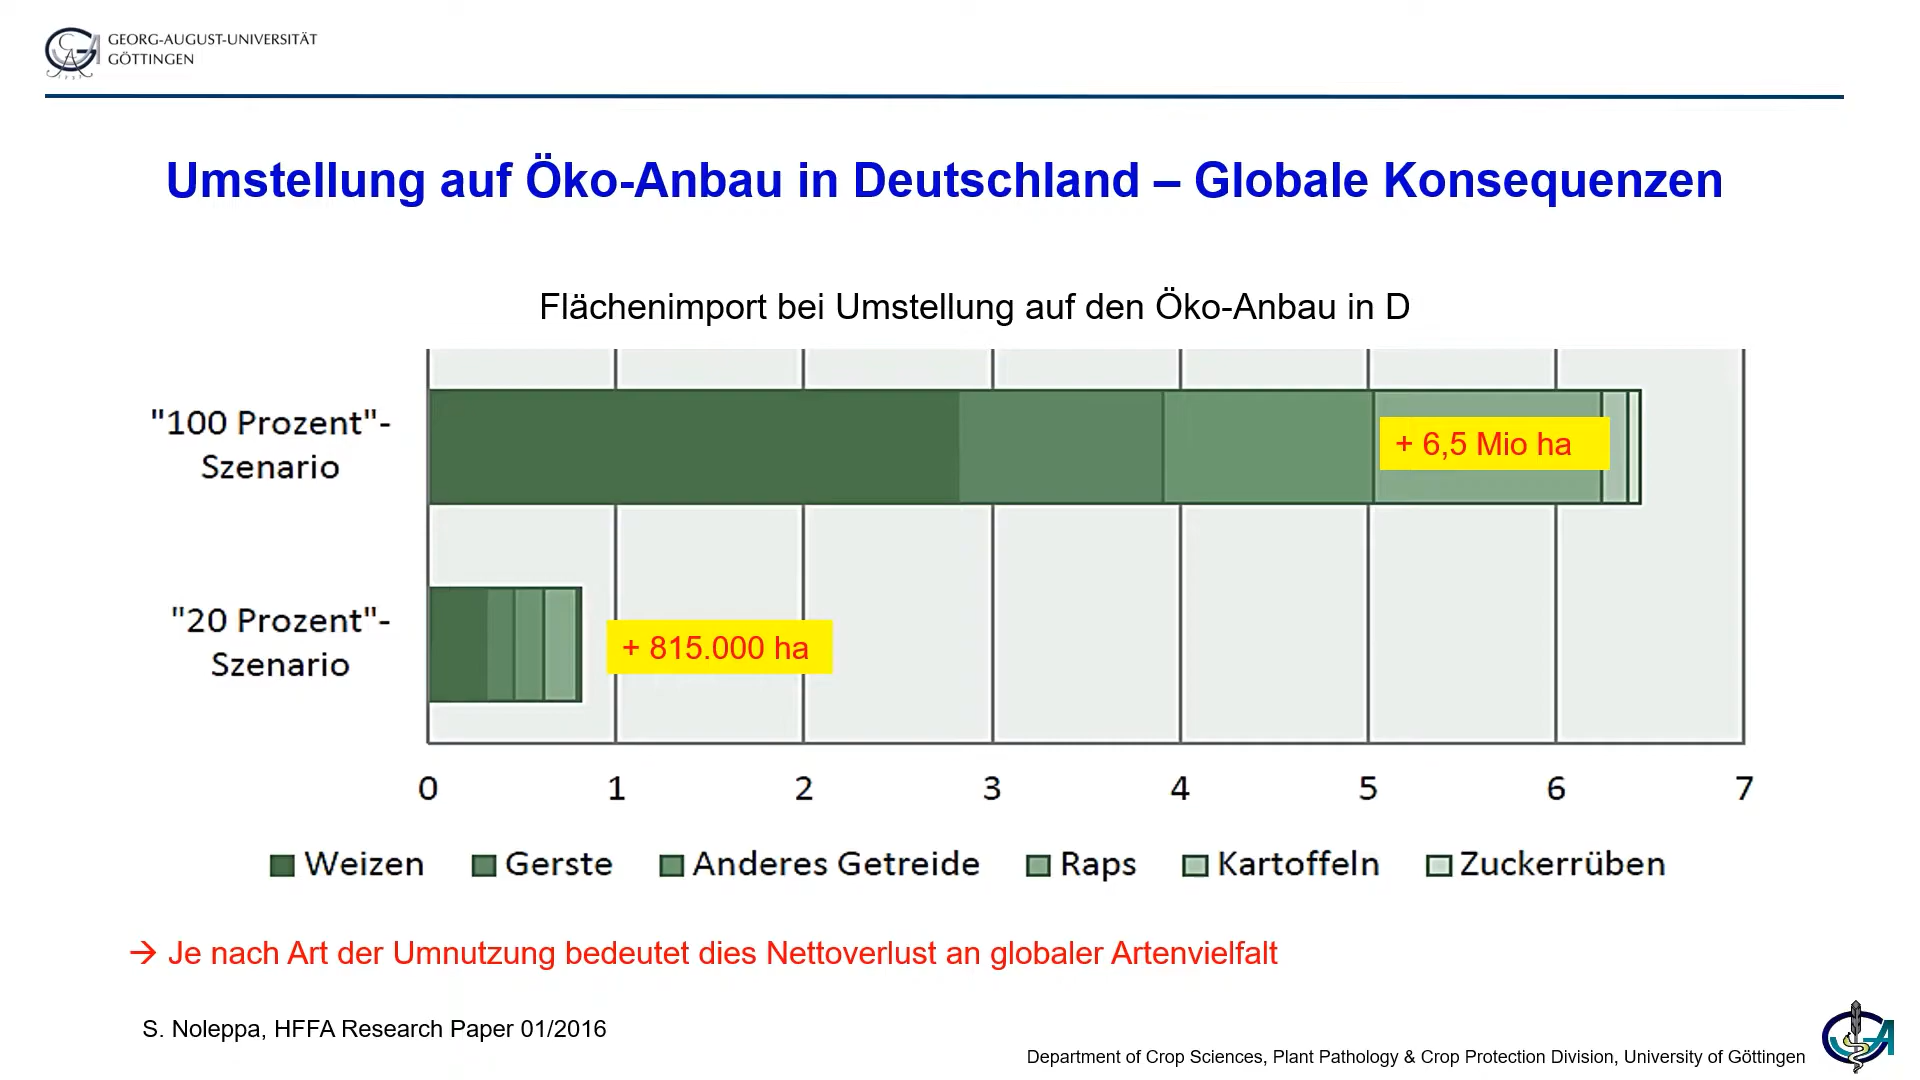 GEORG-AUGUST-UNIVERSITÄT
GÖTTINGEN
Umstellung auf Öko-Anbau in Deutschland – Globale Konsequenzen
Flächenimport bei Umstellung auf den Öko-Anbau in D
"100 Prozent"-
Szenario
+ 6,5 Mio ha
"20 Prozent"-
Szenario
+ 815.000 ha
0 1 2 3 4 5 6 7
Weizen Gerste Anderes Getreide Raps Kartoffeln Zuckerrüben
→ Je nach Art der Umnutzung bedeutet dies Nettoverlust an globaler Artenvielfalt
S. Noleppa, HFFA Research Paper 01/2016
Department of Crop Sciences, Plant Pathology & Crop Protection Division, University of Göttingen